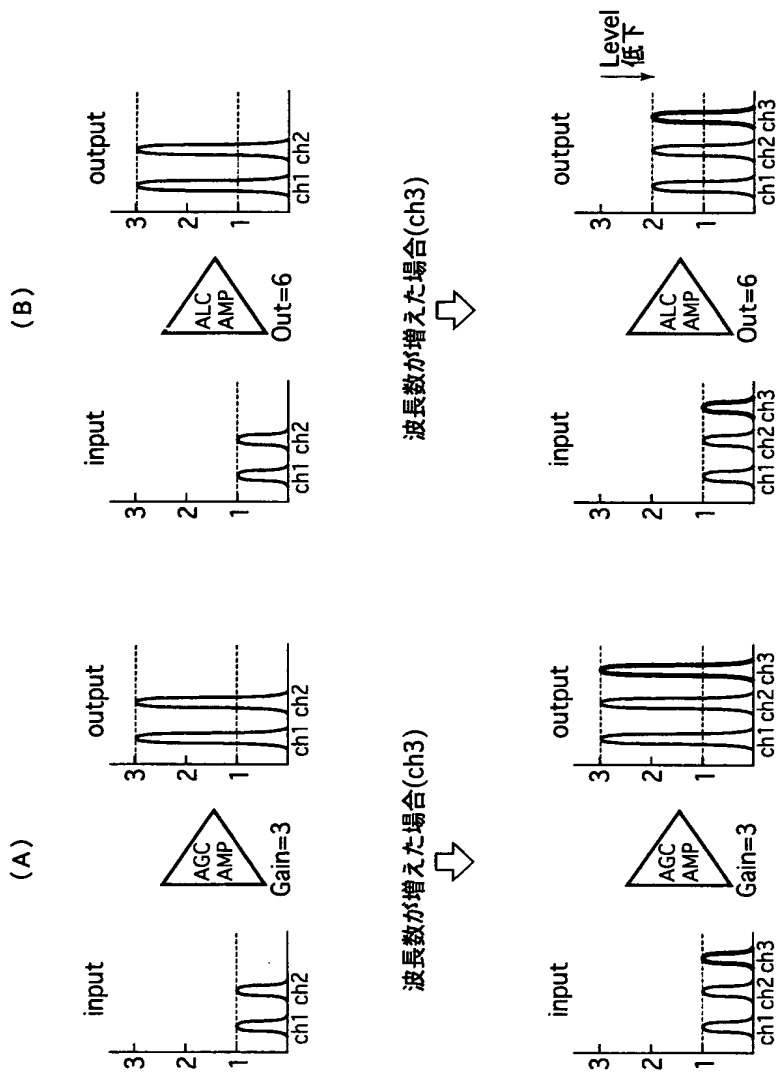 (A)
input
output
3
2
1
ch1 ch2
AGC
AMP
Gain=3
3
2
1
ch1 ch2
波長数が増えた場合(ch3)
input
output
3
2
1
ch1 ch2 ch3
AGC
AMP
Gain=3
3
2
1
ch1 ch2 ch3
(B)
input
output
3
2
1
ch1 ch2
ALC
AMP
Out=6
3
2
1
ch1 ch2
波長数が増えた場合(ch3)
input
output
3
2
1
ch1 ch2 ch3
ALC
AMP
Out=6
3
2
1
ch1 ch2 ch3
Level
低下